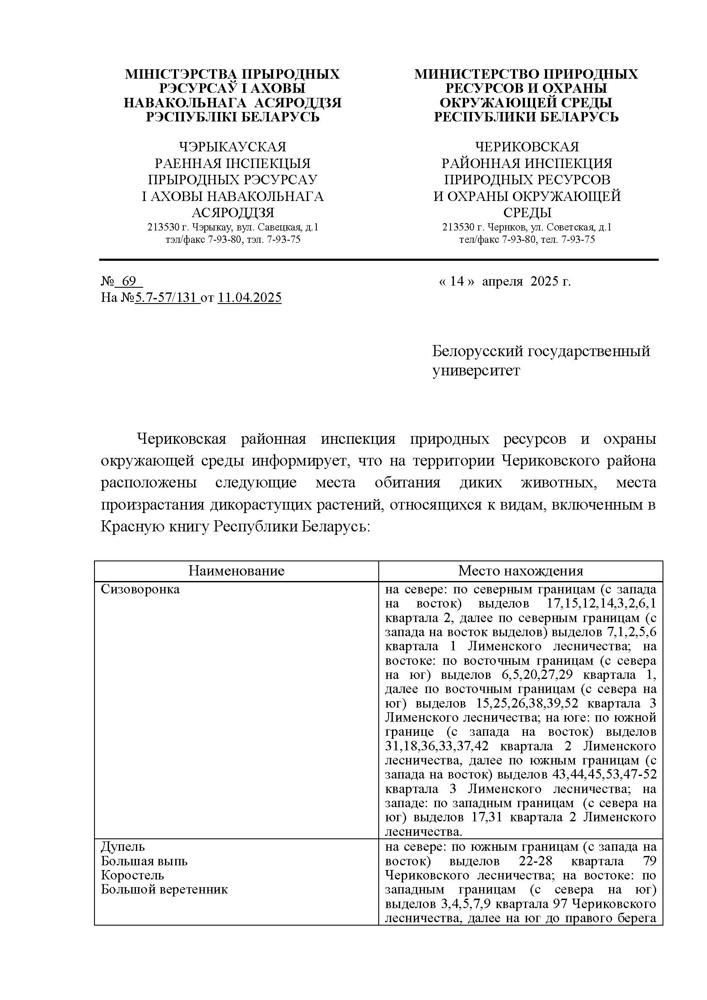 МІНІСТЭРСТВА ПРЫРОДНЫХ
РЭСУРСАЎ І АХОВЫ
НАВАКОЛЬНАГА АСЯРОДДЗЯ
РЭСПУБЛІКІ БЕЛАРУСЬ
ЧЭРЫКАУСКАЯ
РАЕННАЯ ІНСПЕКЦЫЯ
ПРЫРОДНЫХ РЭСУРСАУ
І АХОВЫ НАВАКОЛЬНАГА
АСЯРОДДЗЯ
213530 г. Чэрыкау, вул. Савецкая, д.1
тэл/факс 7-93-80, тэл. 7-93-75
МИНИСТЕРСТВО ПРИРОДНЫХ
РЕСУРСОВ И ОХРАНЫ
ОКРУЖАЮЩЕЙ СРЕДЫ
РЕСПУБЛИКИ БЕЛАРУСЬ
ЧЕРИКОВСКАЯ
РАЙОННАЯ ИНСПЕКЦИЯ
ПРИРОДНЫХ РЕСУРСОВ
И ОХРАНЫ ОКРУЖАЮЩЕЙ
СРЕДЫ
213530 г. Чериков, ул. Советская, д.1
тел/факс 7-93-80, тел. 7-93-75
№ 69
« 14 » апреля 2025 г.
На №5.7-57/131 от 11.04.2025
Белорусский государственный
университет
Чериковская районная инспекция природных ресурсов и охраны
окружающей среды информирует, что на территории Чериковского района
расположены следующие места обитания диких животных, места
произрастания дикорастущих растений, относящихся к видам, включенным в
Красную книгу Республики Беларусь:
Наименование
Место нахождения
Сизоворонка
на севере: по северным границам (с запада
на восток) выделов 17,15,12,14,3,2,6,1
квартала 2, далее по северным границам (с
запада на восток выделов) выделов 7,1,2,5,6
квартала 1 Лименского лесничества; на
востоке: по восточным границам (с севера
на юг) выделов 6,5,20,27,29 квартала 1,
далее по восточным границам (с севера на
юг) выделов 15,25,26,38,39,52 квартала 3
Лименского лесничества; на юге: по южной
границе (с запада на восток) выделов
31,18,36,33,37,42 квартала 2 Лименского
лесничества, далее по южным границам (с
запада на восток) выделов 43,44,45,53,47-52
квартала 3 Лименского лесничества; на
западе: по западным границам (с севера на
юг) выделов 17,31 квартала 2 Лименского
лесничества.
Дупель
Большая выпь
Коростель
Большой веретенник
на севере: по южным границам (с запада на
восток) выделов 22-28 квартала 79
Чериковского лесничества; на востоке: по
западным границам (с севера на юг)
выделов 3,4,5,7,9 квартала 97 Чериковского
лесничества, далее на юг до правого берега